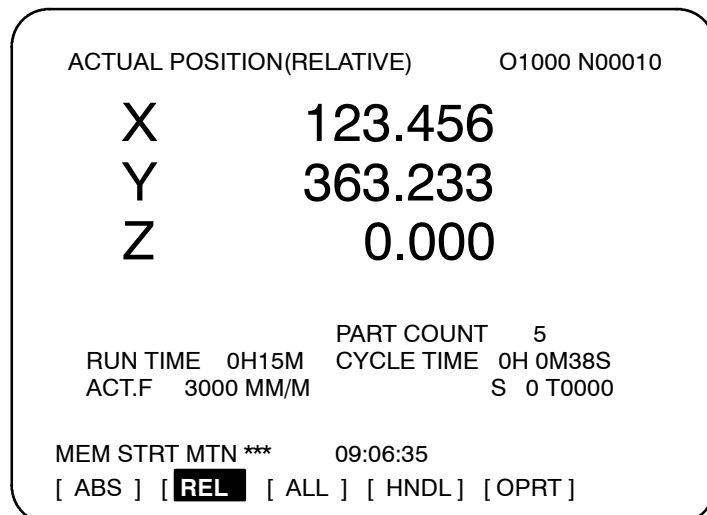 ACTUAL POSITION(RELATIVE) O1000 N00010
X 123.456
Y 363.233
Z 0.000
PART COUNT 5
RUN TIME 0H15M CYCLE TIME 0H 0M38S
ACT.F 3000 MM/M S 0 T0000
MEM STRT MTN *** 09:06:35
[ ABS ] [ REL [ ALL ] [ HNDL ] [ OPRT ]